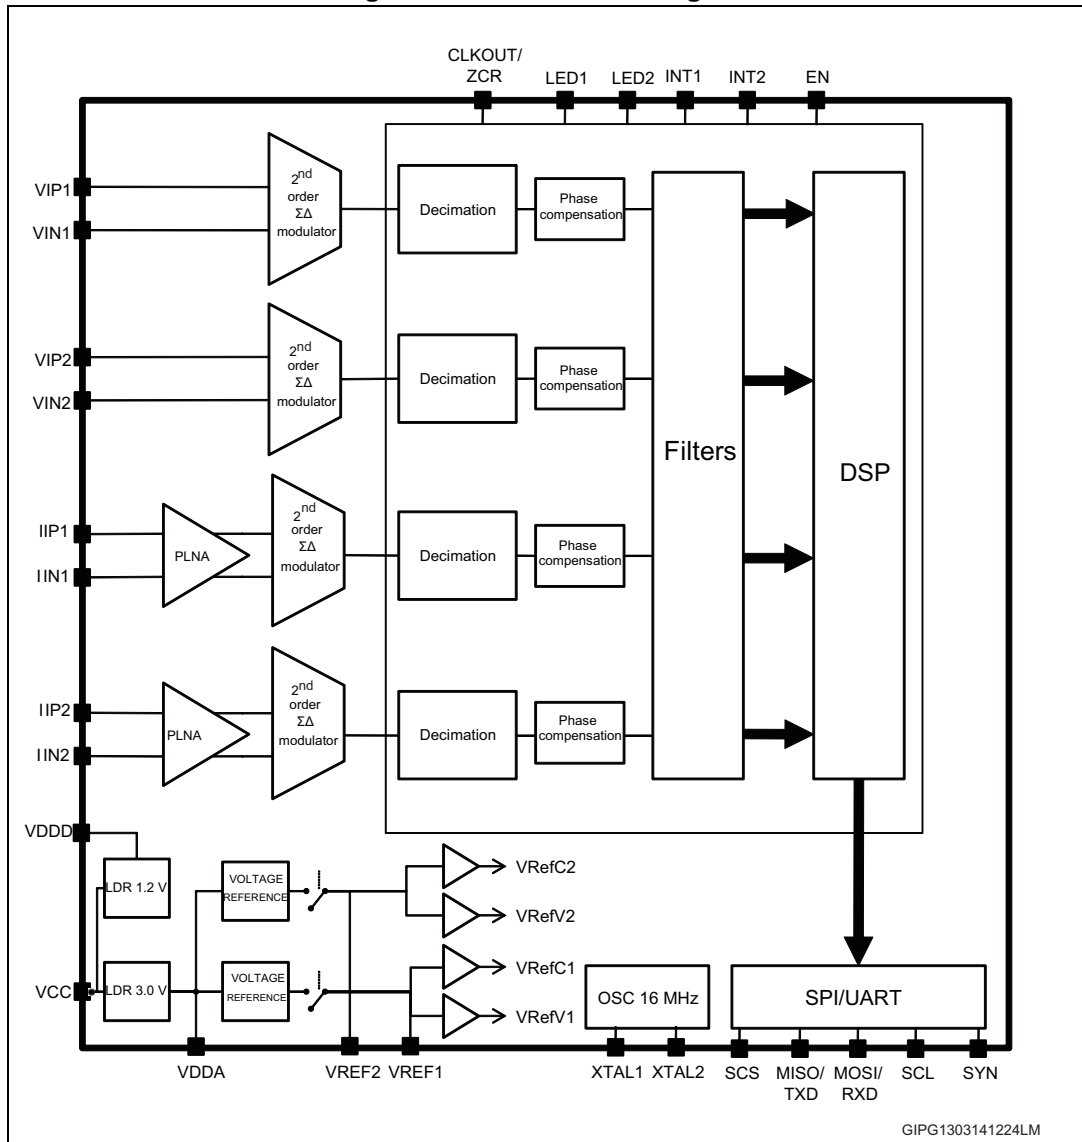 CLKOUT/
ZCR
LED1
LED2
INT1
INT2
EN
VIP1
VIN1
2nd
order
ΣΔ
modulator
Decimation
Phase
compensation
VIP2
VIN2
2nd
order
ΣΔ
modulator
Decimation
Phase
compensation
Filters
DSP
IIP1
IIN1
PLNA
2nd
order
ΣΔ
modulator
Decimation
Phase
compensation
IIP2
IIN2
PLNA
2nd
order
ΣΔ
modulator
Decimation
Phase
compensation
VDDD
LDR 1.2 V
VOLTAGE
REFERENCE
VRefC2
VRefV2
VCC
LDR 3.0 V
VOLTAGE
REFERENCE
VRefC1
VRefV1
OSC 16 MHz
SPI/UART
VDDA
VREF2
VREF1
XTAL1
XTAL2
SCS
MISO/
TXD
MOSI/
RXD
SCL
SYN
GIPG1303141224LM